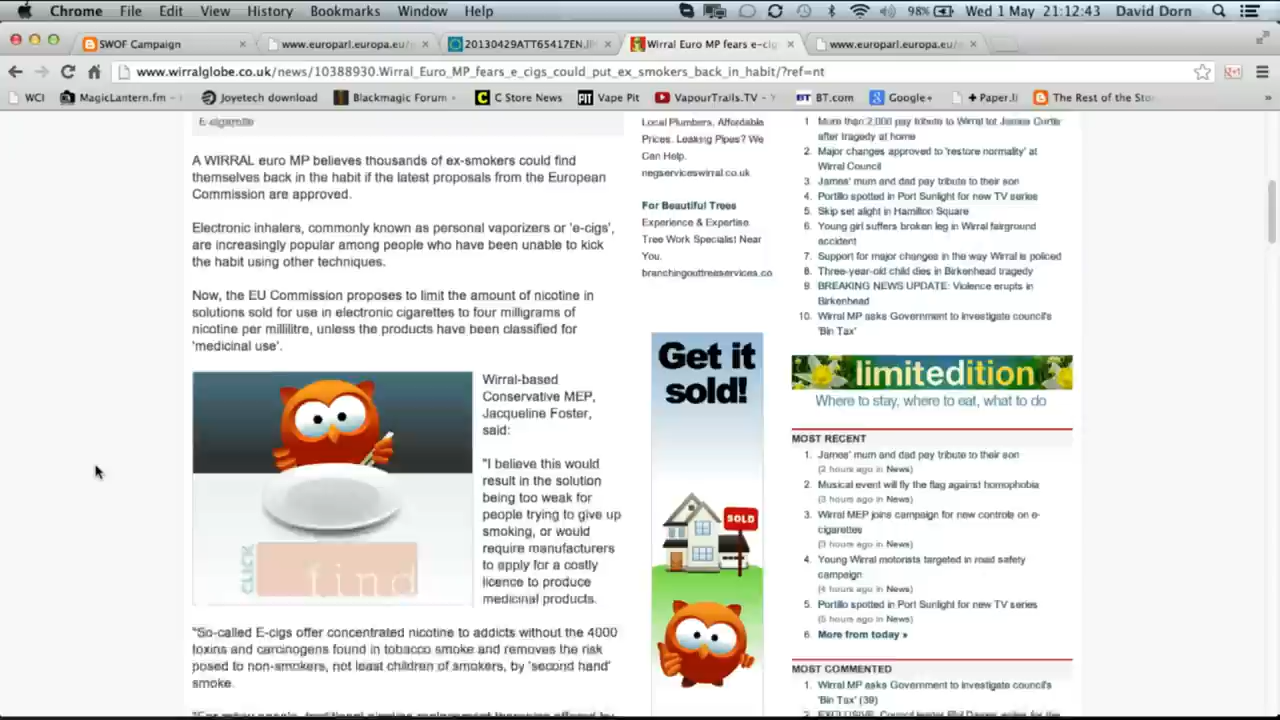 Chrome File Edit View History Bookmarks Window Help 98% Wed 1 May 21:12:43 David Dorn
SWOF Campaign www.europarl.europa.eu/ 20130429ATT65417EN. Wirral Euro MP fears e-cig www.europarl.europa.eu/
www.wirralglobe.co.uk/news/10388930.Wirral_Euro_MP_fears_e_cigs_could_put_ex_smokers_back_in_habit/?ref=nt
WCI MagicLantern.fm - Joyetech download Blackmagic Forum C Store News Vape Pit VapourTrails.TV - BT.com Google+ + Paper.li The Rest of the Sto »
E-cigarette
A WIRRAL euro MP believes thousands of ex-smokers could find
themselves back in the habit if the latest proposals from the European
Commission are approved.
Electronic inhalers, commonly known as personal vaporizers or 'e-cigs',
are increasingly popular among people who have been unable to kick
the habit using other techniques.
Now, the EU Commission proposes to limit the amount of nicotine in
solutions sold for use in electronic cigarettes to four milligrams of
nicotine per millilitre, unless the products have been classified for
'medicinal use'.
Wirral-based
Conservative MEP,
Jacqueline Foster,
said:
"I believe this would
result in the solution
being too weak for
people trying to give up
smoking, or would
require manufacturers
to apply for a costly
licence to produce
medicinal products.
find
"So-called E-cigs offer concentrated nicotine to addicts without the 4000
toxins and carcinogens found in tobacco smoke and removes the risk
posed to non-smokers, not least children of smokers, by 'second hand'
smoke.
Local Plumbers, Affordable
Prices. Leaking Pipes? We
Can Help.
negserviceswirral.co.uk
For Beautiful Trees
Experience & Expertise
Tree Work Specialist Near
You.
branchingouttreeservices.co
Get it
sold!
SOLD
1. More than 2,000 pay tribute to Wirral tot James Curtis
after tragedy at home
2. Major changes approved to 'restore normality' at
Wirral Council
3. James' mum and dad pay tribute to their son
4. Portillo spotted in Port Sunlight for new TV series
5. Skip set alight in Hamilton Square
6. Young girl suffers broken leg in Wirral fairground
accident
7. Support for major changes in the way Wirral is policed
8. Three-year-old child dies in Birkenhead tragedy
9. BREAKING NEWS UPDATE: Violence erupts in
Birkenhead
10. Wirral MP asks Government to investigate council's
'Bin Tax'
limitedition
Where to stay, where to eat, what to do
MOST RECENT
1. James' mum and dad pay tribute to their son
(2 hours ago in News)
2. Musical event will fly the flag against homophobia
(3 hours ago in News)
3. Wirral MEP joins campaign for new controls on e-
cigarettes
(3 hours ago in News)
4. Young Wirral motorists targeted in road safety
campaign
(4 hours ago in News)
5. Portillo spotted in Port Sunlight for new TV series
(5 hours ago in News)
6. More from today »
MOST COMMENTED
1. Wirral MP asks Government to investigate council's
'Bin Tax' (39)